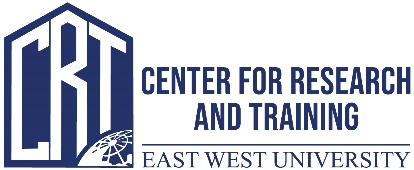 CRT
CENTER FOR RESEARCH
AND TRAINING
EAST WEST UNIVERSITY